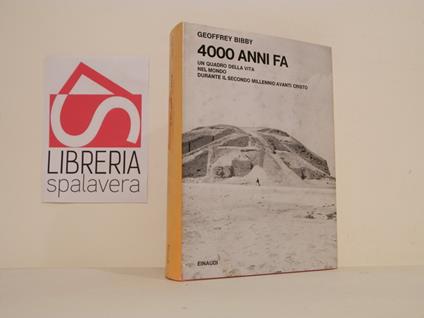 LIBRERIA
spalavera
GEOFFREY BIBBY
4000 ANNI FA
UN QUADRO DELLA VITA
NEL MONDO
DURANTE IL SECONDO MILLENNIO AVANTI CRISTO
EINAUDI